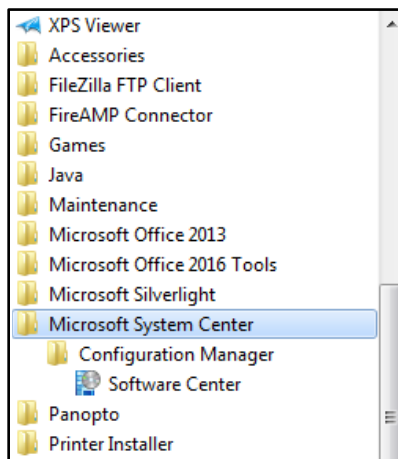 XPS Viewer
Accessories
FileZilla FTP Client
FireAMP Connector
Games
Java
Maintenance
Microsoft Office 2013
Microsoft Office 2016 Tools
Microsoft Silverlight
Microsoft System Center
Configuration Manager
Software Center
Panopto
Printer Installer